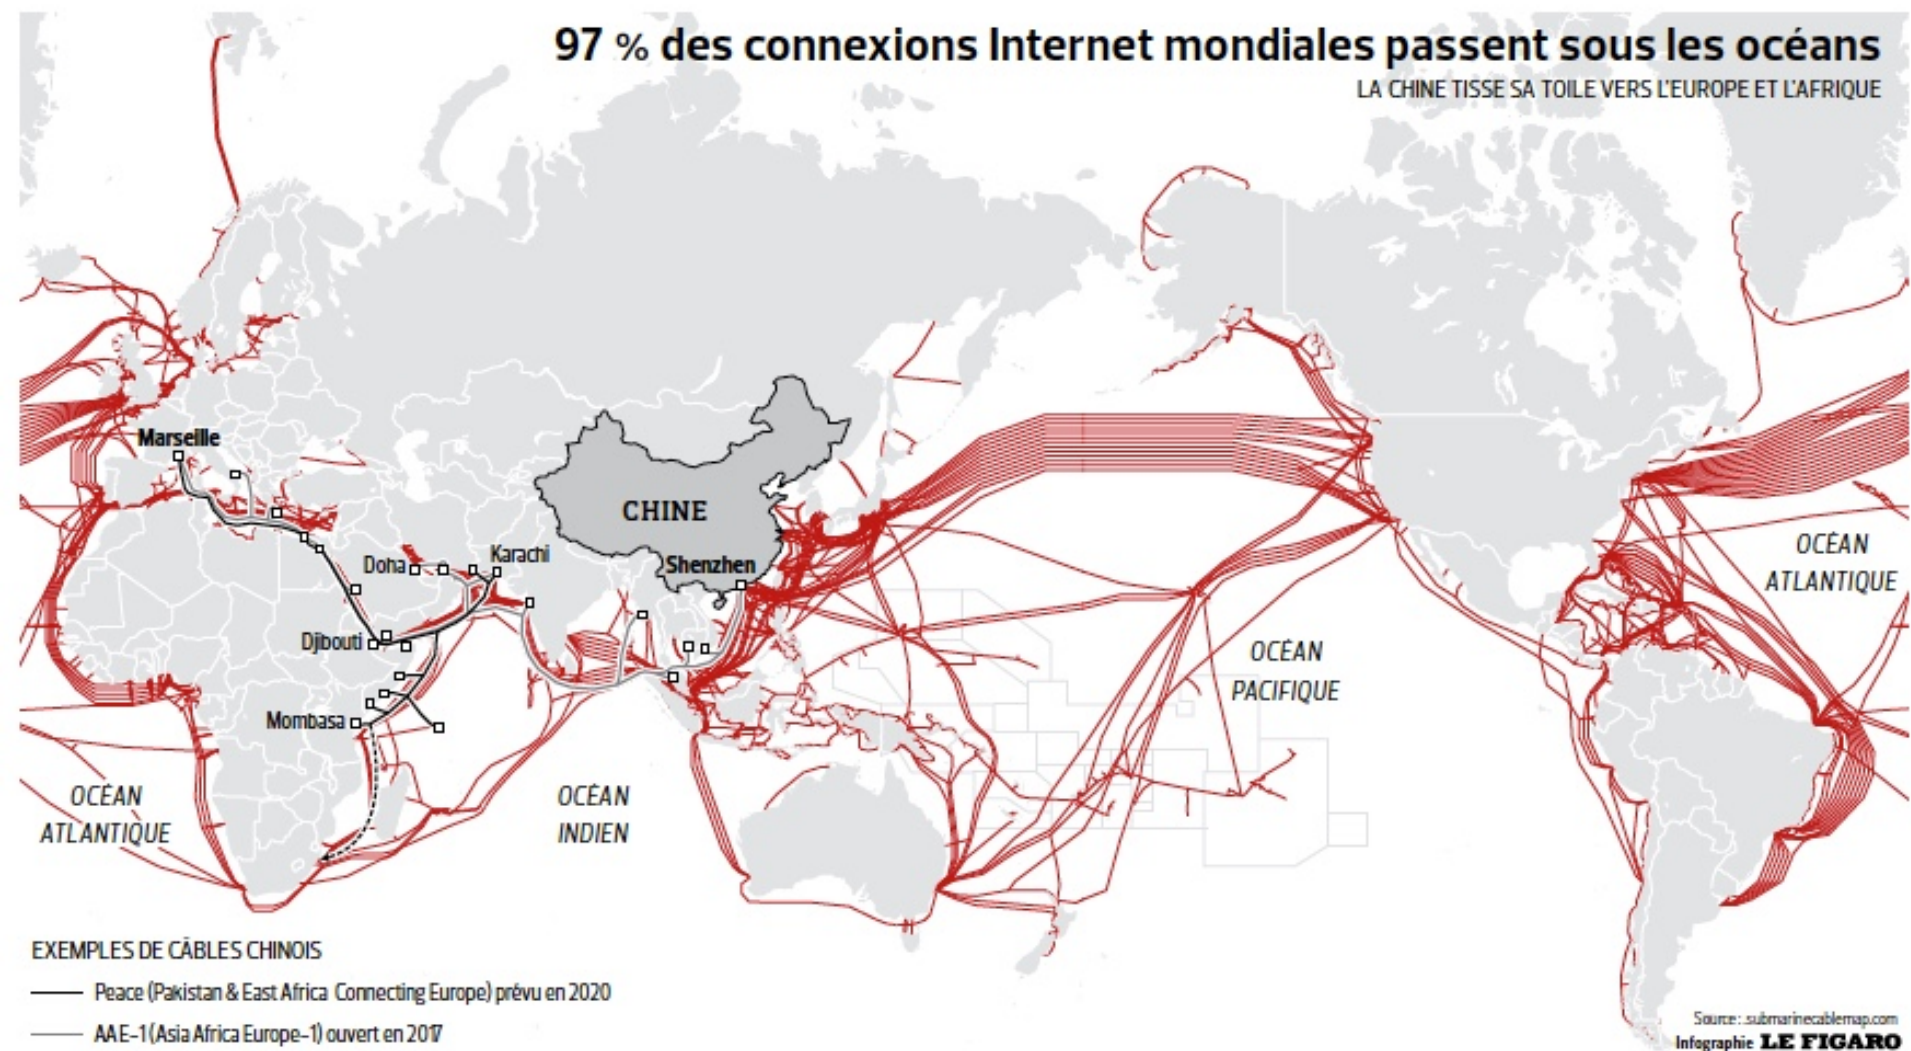 97 % des connexions Internet mondiales passent sous les océans
LA CHINE TISSE SA TOILE VERS L'EUROPE ET L'AFRIQUE
Marseille
CHINE
Shenzhen
Doha
Karachi
Djibouti
Mombasa
OCÉAN
ATLANTIQUE
OCÉAN
PACIFIQUE
OCÉAN
ATLANTIQUE
OCÉAN
INDIEN
EXEMPLES DE CÂBLES CHINOIS
Peace (Pakistan & East Africa Connecting Europe) prévu en 2020
AAE-1 (Asia Africa Europe-1) ouvert en 2017
Source : submarinecablemap.com
Infographie LE FIGARO